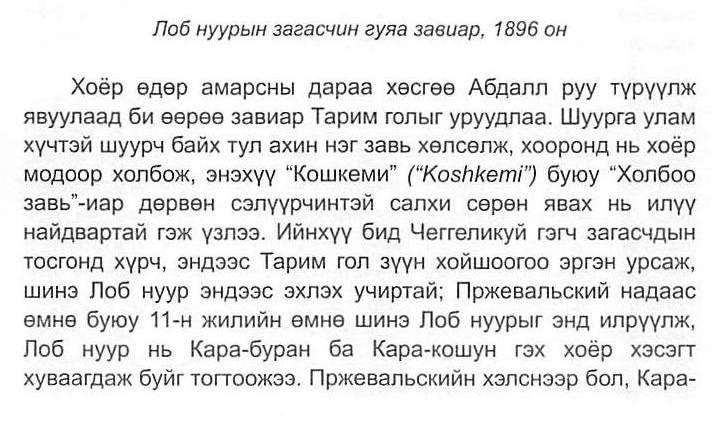 Лоб нуурын загасчин гуяа завиар, 1896 он
Хоёр өдөр амарсны дараа хөсгөө Абдалл руу түрүүлж
явуулаад би өөрөө завиар Тарим голыг уруудлаа. Шуурга улам
хүчтэй шуурч байх тул ахин нэг завь хөлсөлж, хооронд нь хоёр
модоор холбож, энэхүү “Кошкеми” (“Koshkemi”) буюу “Холбоо
завь”-иар дөрвөн сэлүүрчинтэй салхи сөрөн явах нь илүү
найдвартай гэж үзлээ. Ийнхүү бид Чеггеликуй гэгч загасчдын
тосгонд хүрч, эндээс Тарим гол зүүн хойшоогоо эргэн урсаж,
шинэ Лоб нуур эндээс эхлэх учиртай; Пржевальский надаас
өмнө буюу 11-н жилийн өмнө шинэ Лоб нуурыг энд илрүүлж,
Лоб нуур нь Кара-буран ба Кара-кошун гэх хоёр хэсэгт
хуваагдаж буйг тогтоожээ. Пржевальскийн хэлснээр бол, Кара-